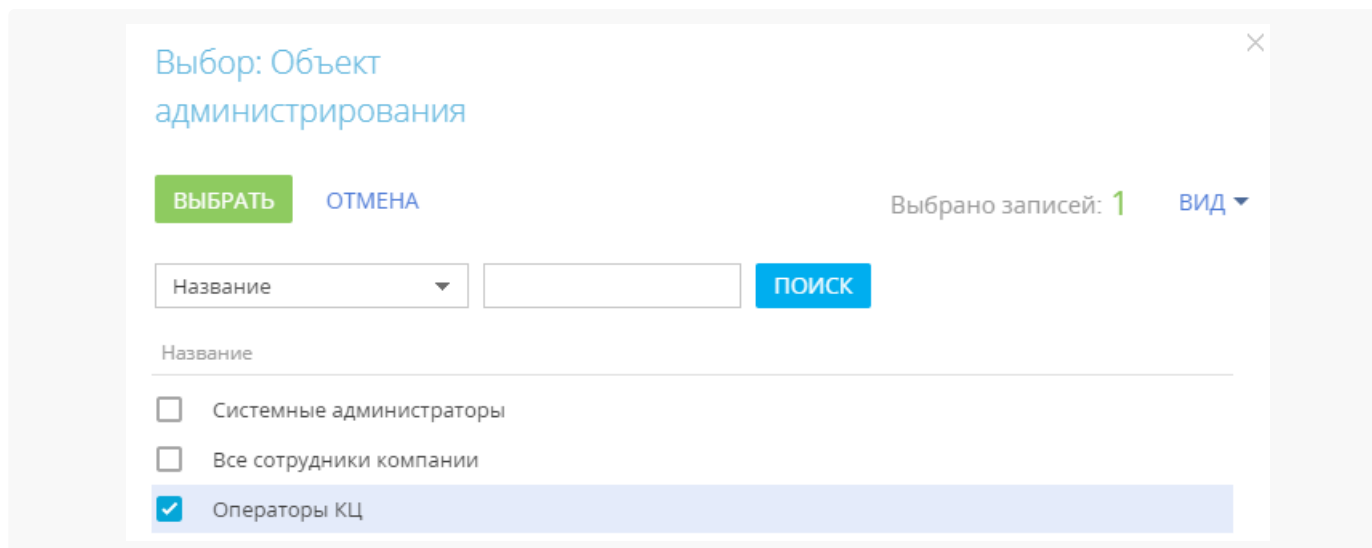 Выбор: Объект
администрирования
ВЫБРАТЬ ОТМЕНА Выбрано записей: 1 ВИД
Название ПОИСК
Название
Системные администраторы
Все сотрудники компании
Операторы КЦ